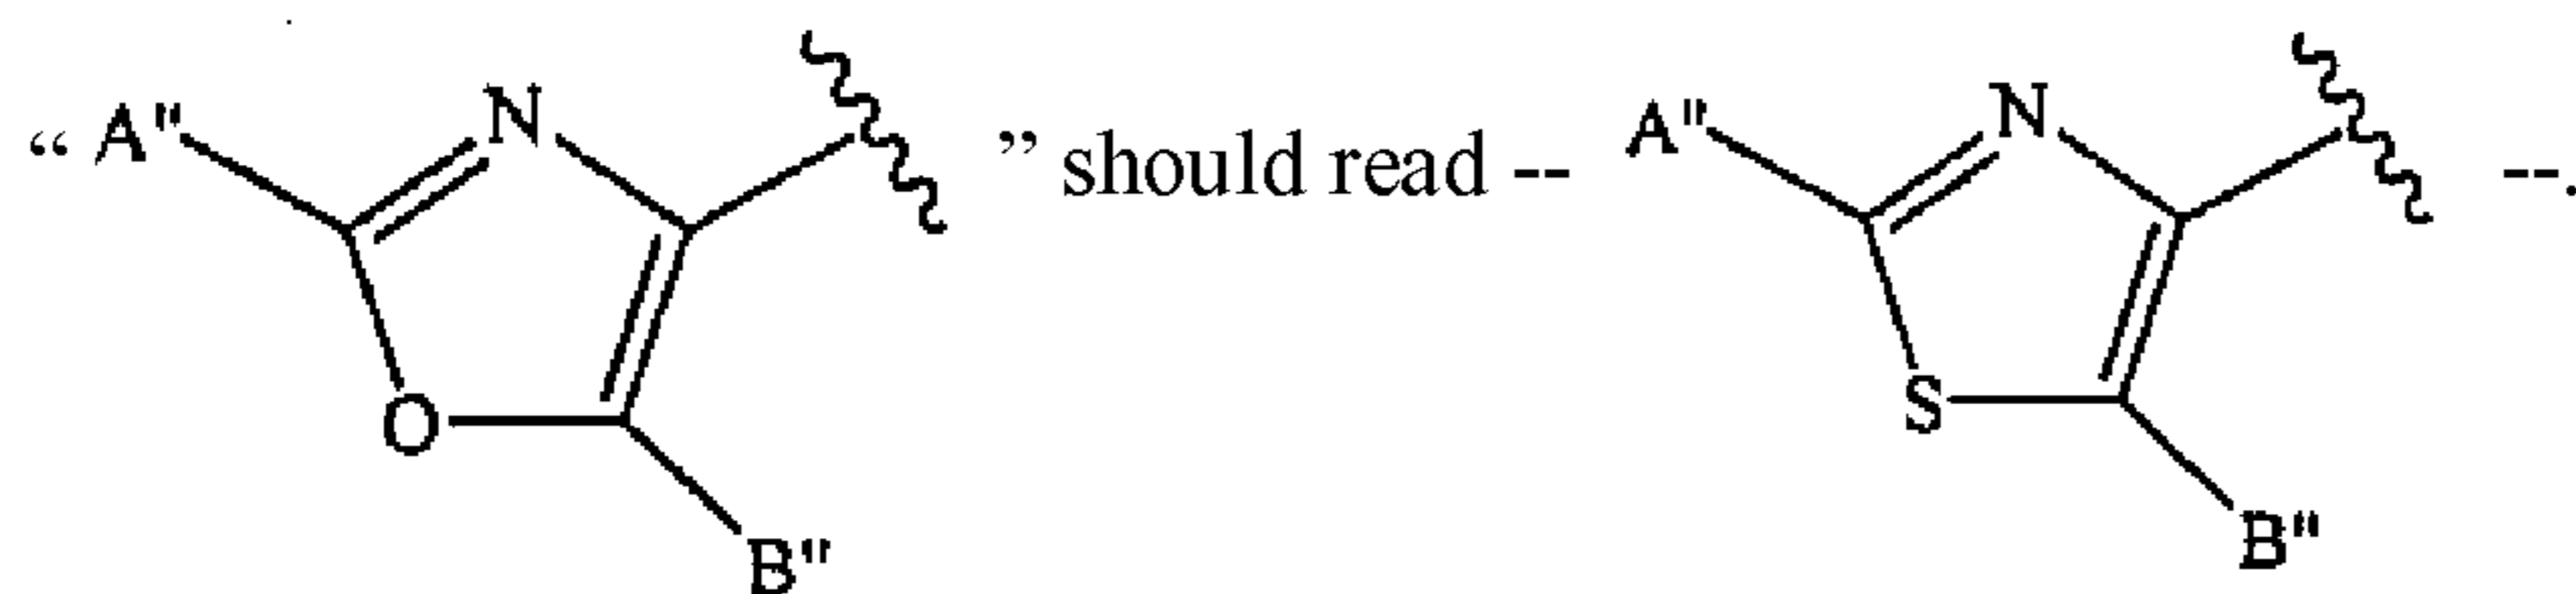 “ A" N O B" ” should read -- A" N S B" --.